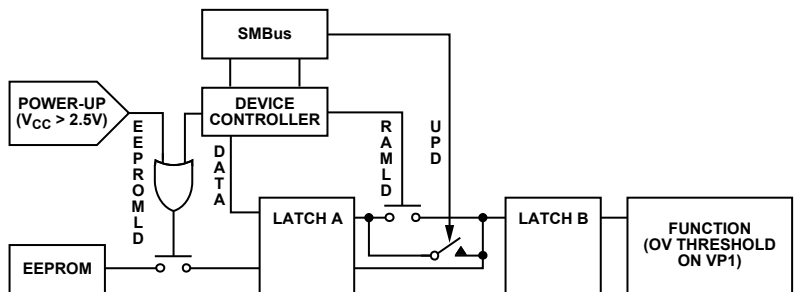 SMBus
POWER-UP
(VCC > 2.5V)
EEPROMLD
DEVICE
CONTROLLER
DATA
RAMLD
UPD
LATCH A
LATCH B
FUNCTION
(OV THRESHOLD
ON VP1)
EEPROM